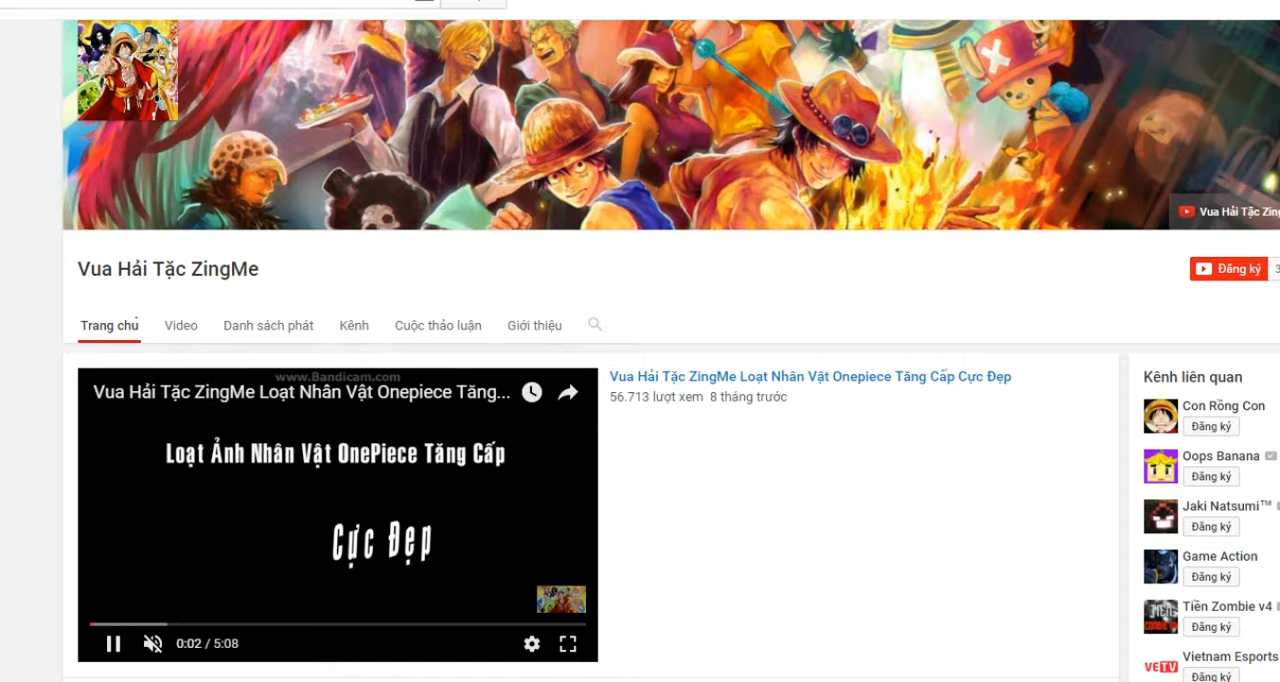 Vua Hải Tặc Zing
Vua Hải Tặc ZingMe
Đăng ký 3
Trang chủ Video Danh sách phát Kênh Cuộc thảo luận Giới thiệu
www.Bandicam.com
Vua Hải Tặc ZingMe Loạt Nhân Vật Onepiece Tăng...
Loạt Ảnh Nhân Vật OnePiece Tăng Cấp
Cực Đẹp
0:02 / 5:08
Vua Hải Tặc ZingMe Loạt Nhân Vật Onepiece Tăng Cấp Cực Đẹp
56.713 lượt xem 8 tháng trước
Kênh liên quan
Con Rồng Con
Đăng ký
Oops Banana
Đăng ký
Jaki Natsumi™
Đăng ký
Game Action
Đăng ký
Tiền Zombie v4
Đăng ký
VETV
Vietnam Esports
Đăng ký